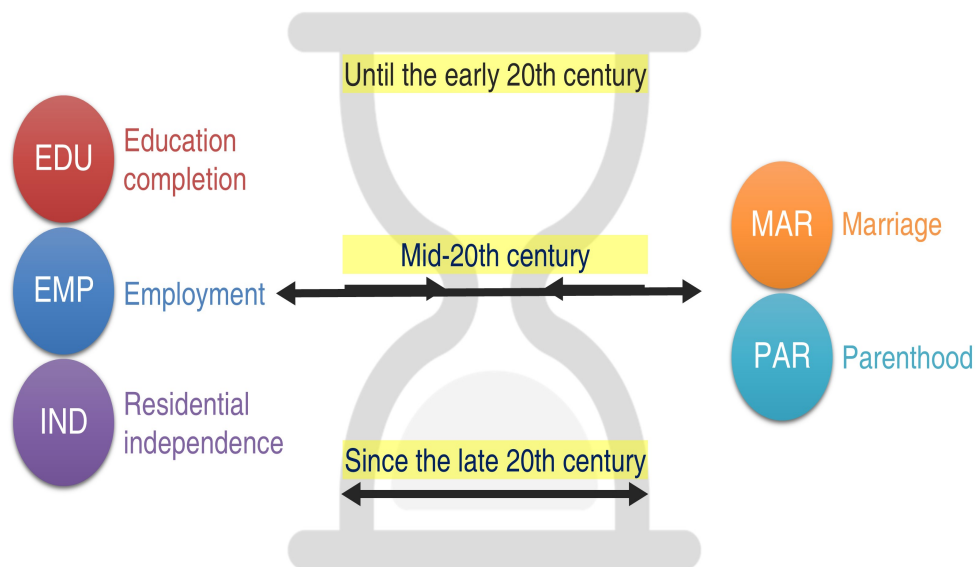 Until the early 20th century
EDU
Education
completion
EMP
Employment
IND
Residential
independence
Mid-20th century
Since the late 20th century
MAR
Marriage
PAR
Parenthood